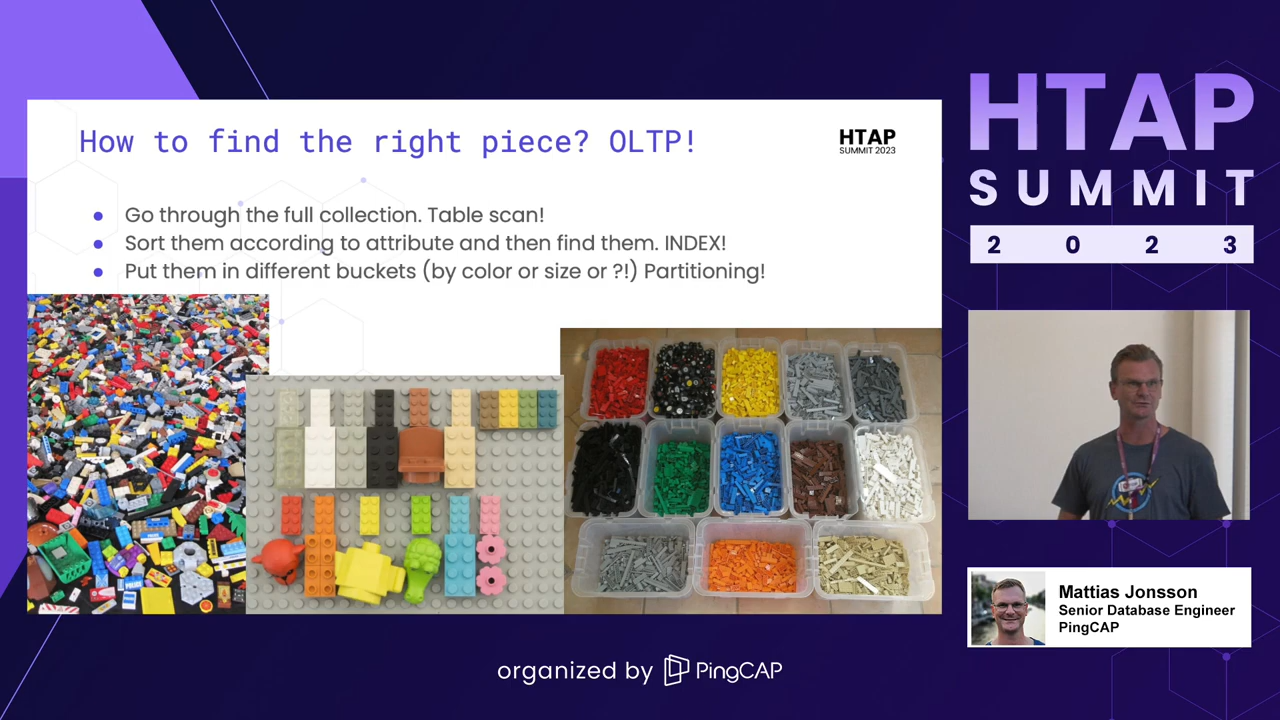 How to find the right piece? OLTP!
HTAP
SUMMIT 2023
Go through the full collection. Table scan!
Sort them according to attribute and then find them. INDEX!
Put them in different buckets (by color or size or ?!) Partitioning!
HTAP
SUMMIT
2 0 2 3
Mattias Jonsson
Senior Database Engineer
PingCAP
organized by PingCAP